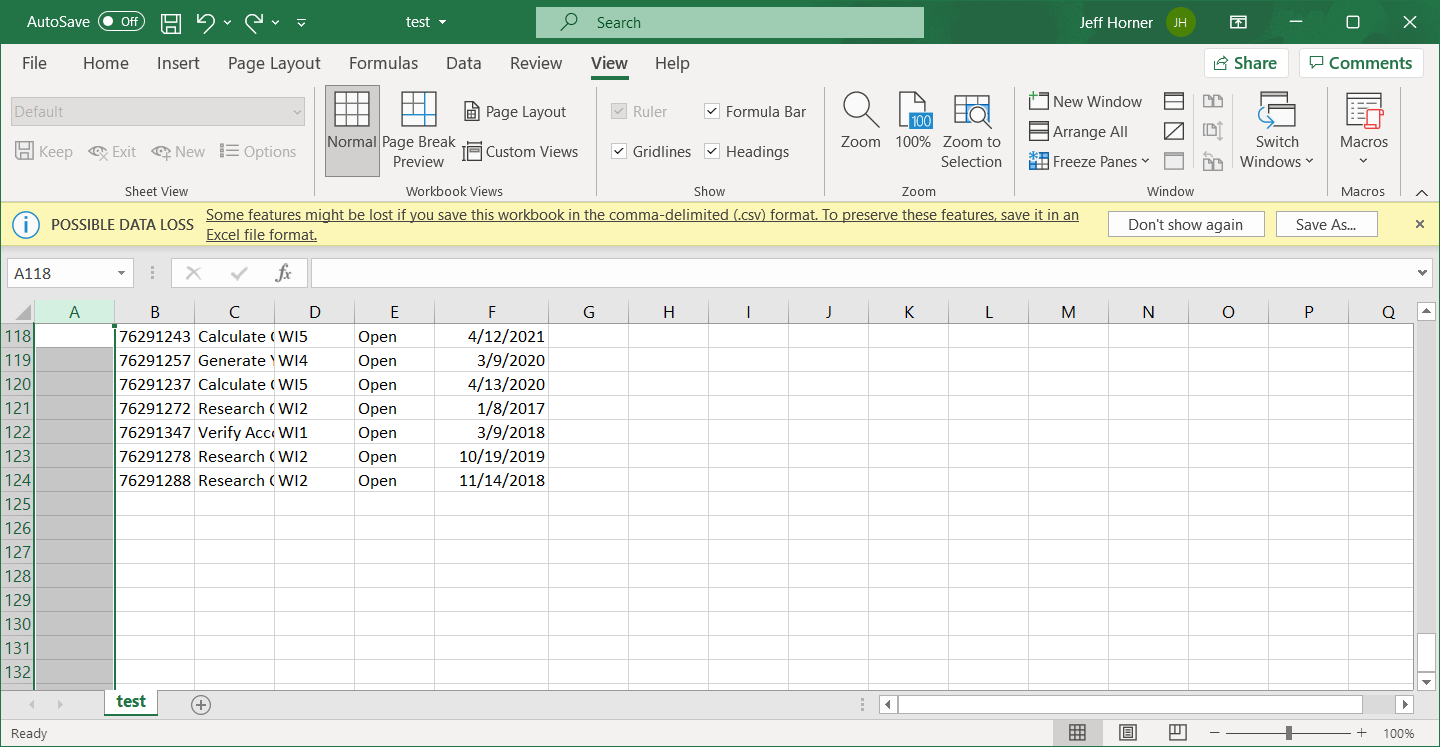 AutoSave Off test Search Jeff Horner JH
File Home Insert Page Layout Formulas Data Review View Help Share Comments
Default
Keep Exit New Options
Sheet View
Normal
Page Break Preview
Page Layout
Custom Views
Workbook Views
Ruler Formula Bar
Gridlines Headings
Show
Zoom
100
100%
Zoom to Selection
Zoom
New Window
Arrange All
Freeze Panes
Switch Windows
Window
Macros
Macros
POSSIBLE DATA LOSS
Some features might be lost if you save this workbook in the comma-delimited (.csv) format. To preserve these features, save it in an
Excel file format.
Don't show again Save As...
A118 fx
A B C D E F G H I J K L M N O P Q
118 76291243 Calculate WI5 Open 4/12/2021
119 76291257 Generate WI4 Open 3/9/2020
120 76291237 Calculate WI5 Open 4/13/2020
121 76291272 Research WI2 Open 1/8/2017
122 76291347 Verify Acc WI1 Open 3/9/2018
123 76291278 Research WI2 Open 10/19/2019
124 76291288 Research WI2 Open 11/14/2018
125
126
127
128
129
130
131
132
test
Ready 100%